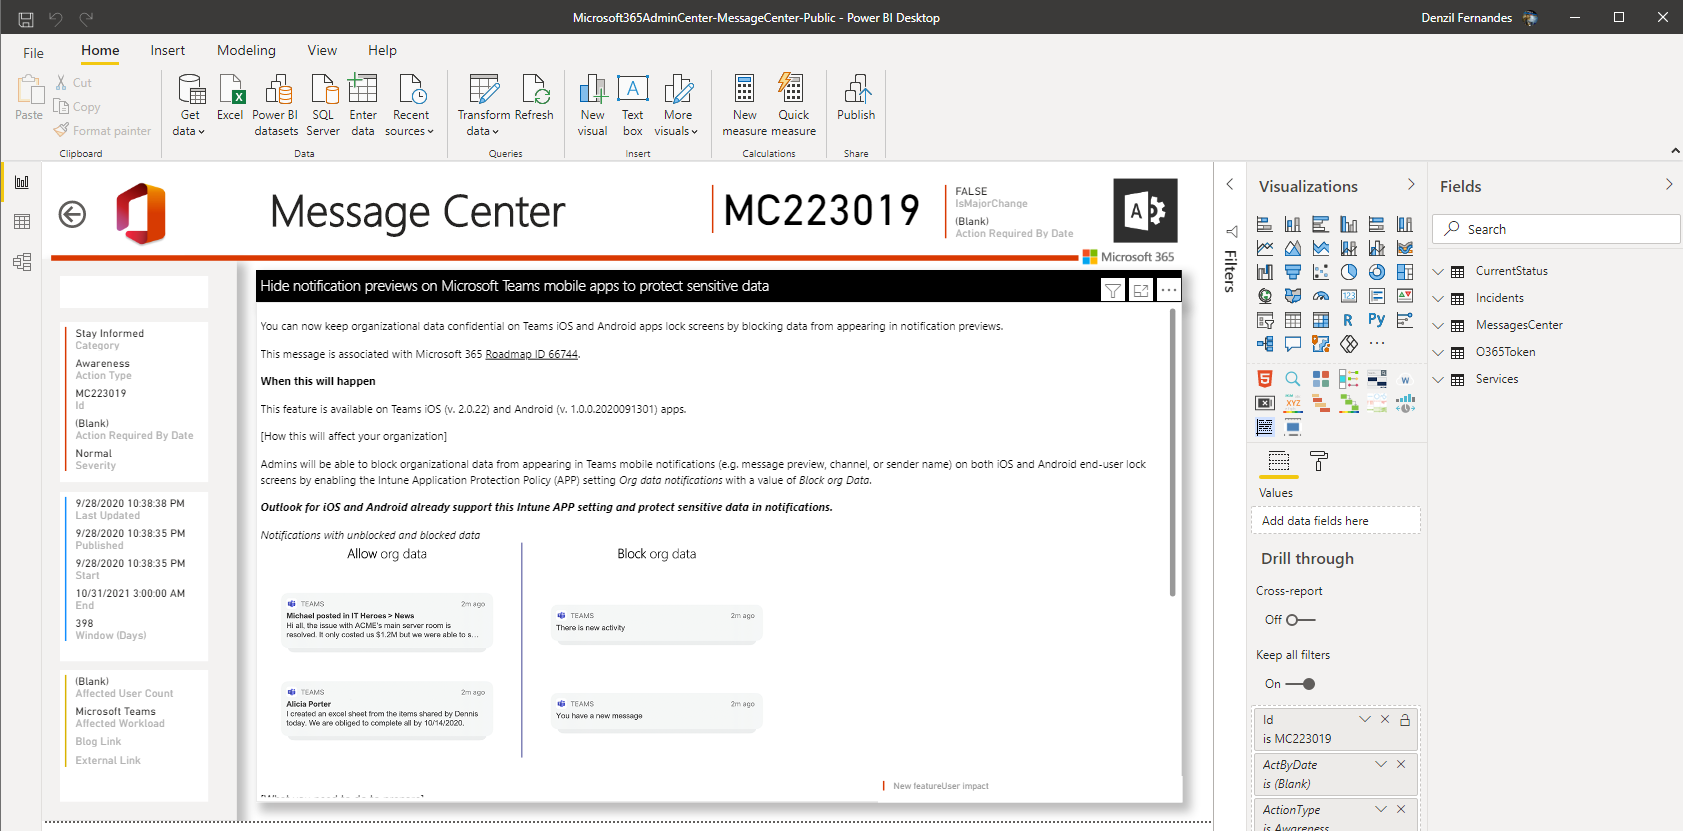 Microsoft365AdminCenter-MessageCenter-Public - Power BI Desktop
Denzil Fernandes
File
Home
Insert
Modeling
View
Help
Paste
Cut
Copy
Format painter
Clipboard
Get data
Excel
Power BI datasets
SQL Server
Enter data
Recent sources
Data
Transform data
Refresh
Queries
New visual
Text box
More visuals
Insert
New measure
Quick measure
Calculations
Publish
Share
Message Center
MC223019
FALSE
IsMajorChange
(Blank)
Action Required By Date
Microsoft 365
Stay Informed
Category
Awareness
Action Type
MC223019
Id
(Blank)
Action Required By Date
Normal
Severity
9/28/2020 10:38:38 PM
Last Updated
9/28/2020 10:38:35 PM
Published
9/28/2020 10:38:35 PM
Start
10/31/2021 3:00:00 AM
End
398
Window (Days)
(Blank)
Affected User Count
Microsoft Teams
Affected Workload
Blog Link
External Link
Hide notification previews on Microsoft Teams mobile apps to protect sensitive data
You can now keep organizational data confidential on Teams iOS and Android apps lock screens by blocking data from appearing in notification previews.
This message is associated with Microsoft 365 Roadmap ID 66744.
When this will happen
This feature is available on Teams iOS (v. 2.0.22) and Android (v. 1.0.0.2020091301) apps.
[How this will affect your organization]
Admins will be able to block organizational data from appearing in Teams mobile notifications (e.g. message preview, channel, or sender name) on both iOS and Android end-user lock
screens by enabling the Intune Application Protection Policy (APP) setting Org data notifications with a value of Block org Data.
Outlook for iOS and Android already support this Intune APP setting and protect sensitive data in notifications.
Notifications with unblocked and blocked data
Allow org data
TEAMS 2m ago
Michael posted in IT Heroes > News
Hi all, the issue with ACME's main server room is
resolved. It only costed us $1.2M but we were able to s...
TEAMS 2m ago
Alicia Porter
I created an excel sheet from the items shared by Dennis
today. We are obliged to complete all by 10/14/2020.
Block org data
TEAMS 2m ago
There is new activity
TEAMS 2m ago
You have a new message
New featureUser impact
Filters
Visualizations
R
Py
Values
Add data fields here
Drill through
Cross-report
Off
Keep all filters
On
Id
is MC223019
ActByDate
is (Blank)
ActionType
is Awareness
Fields
Search
CurrentStatus
Incidents
MessagesCenter
O365Token
Services